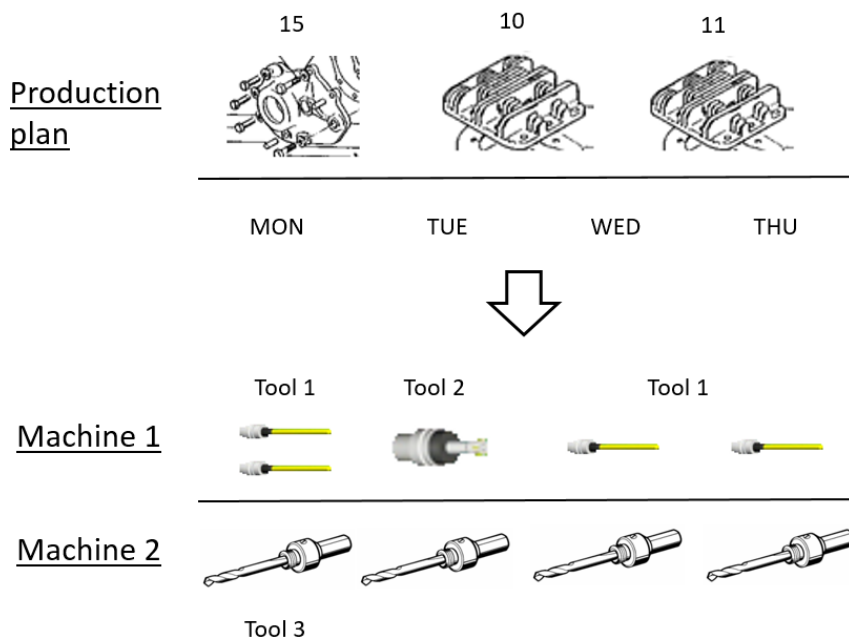 15
10
11
Production
plan
MON
TUE
WED
THU
Tool 1
Tool 2
Tool 1
Machine 1
Machine 2
Tool 3